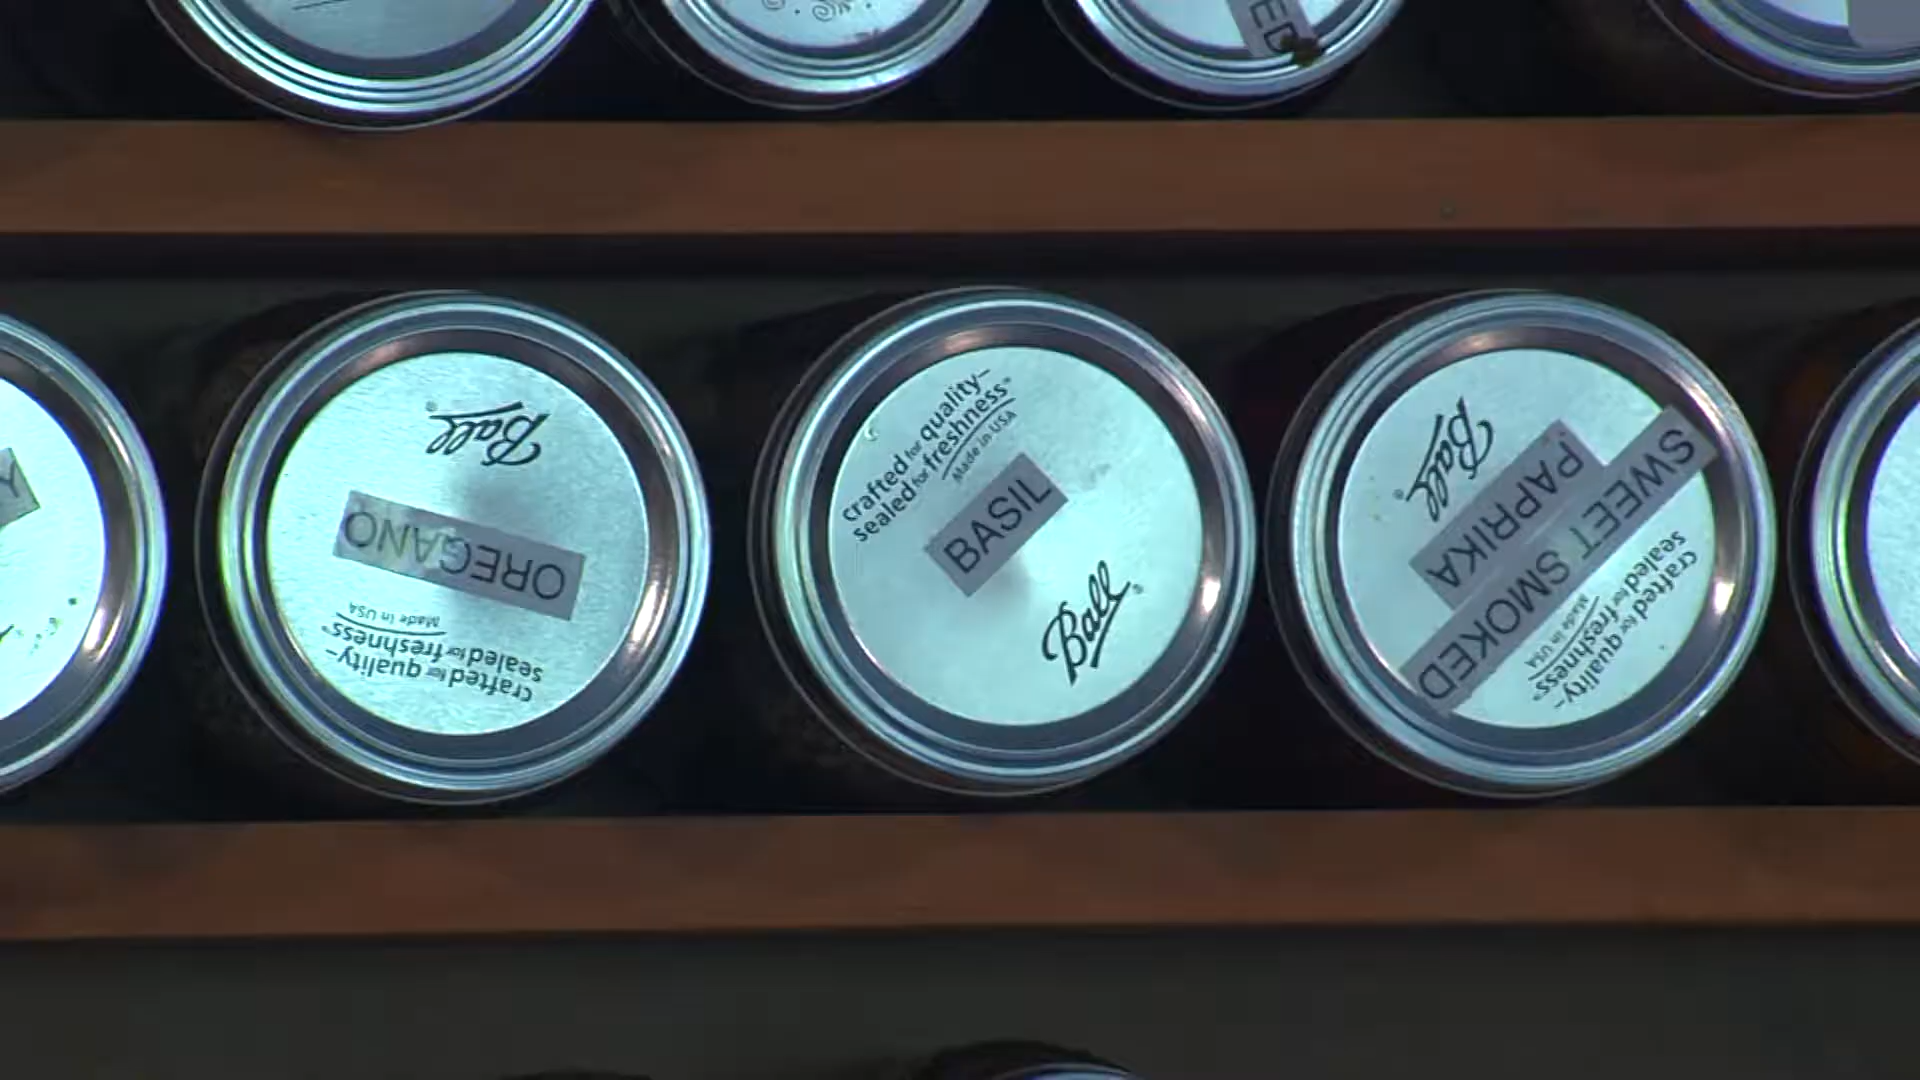 ED
Y
Ball
OREGANO
Made in USA
sealed for freshness
crafted for quality–
crafted for quality–
sealed for freshness
Made in USA
BASIL
Ball
Ball
SWEET SMOKED
PAPRIKA
crafted for quality–
sealed for freshness
Made in USA